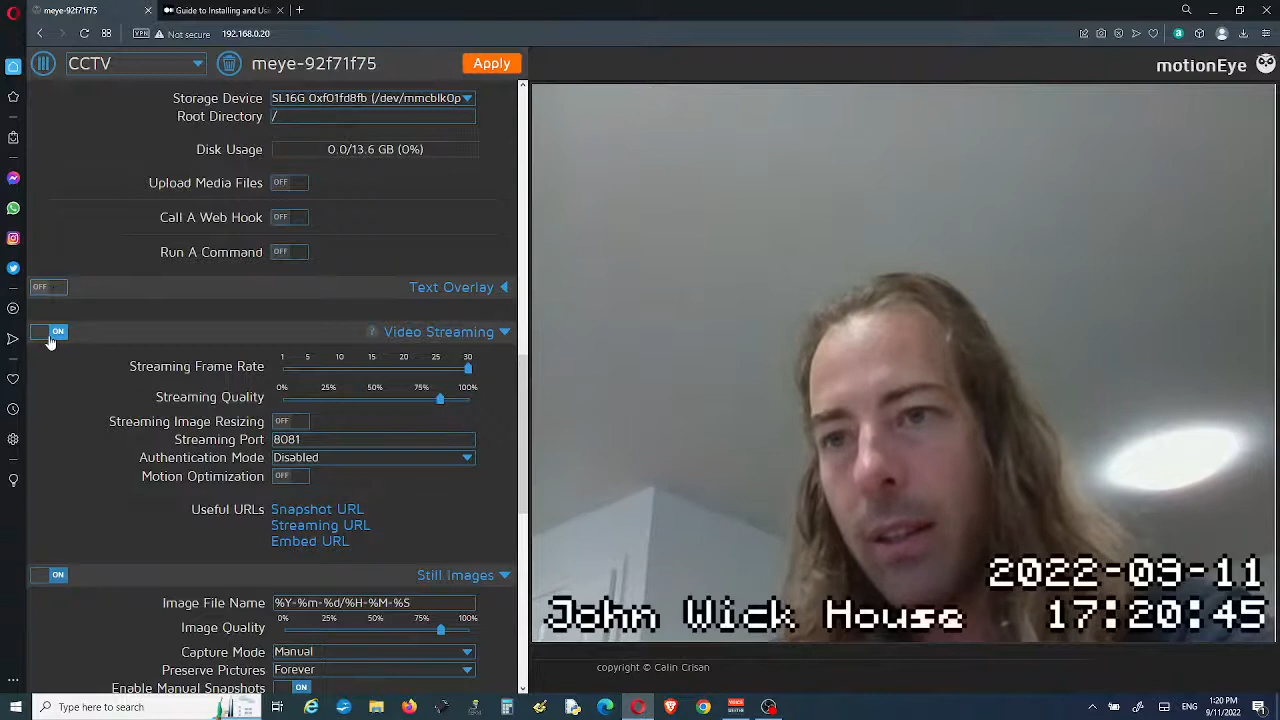 meye-92f71f75
Guide to Installing and Us
VPN
Not secure
192.168.0.20
CCTV
meye-92f71f75
Apply
motionEye
Storage Device
SL16G 0xf01fd8fb (/dev/mmcblk0p
Root Directory
/
Disk Usage
0.0/13.6 GB (0%)
Upload Media Files
OFF
Call A Web Hook
OFF
Run A Command
OFF
OFF
Text Overlay
ON
? Video Streaming
1 5 10 15 20 25 30
Streaming Frame Rate
0% 25% 50% 75% 100%
Streaming Quality
Streaming Image Resizing
OFF
Streaming Port
8081
Authentication Mode
Disabled
Motion Optimization
OFF
Useful URLs
Snapshot URL
Streaming URL
Embed URL
ON
Still Images
Image File Name
%Y-%m-%d/%H-%M-%S
0% 25% 50% 75% 100%
Image Quality
Capture Mode
Manual
Preserve Pictures
Forever
Enable Manual Snapshots
ON
2022-09-11
John Wick House
17:20:45
copyright © Calin Crisan
Type here to search
1:20 PM
9/11/2022